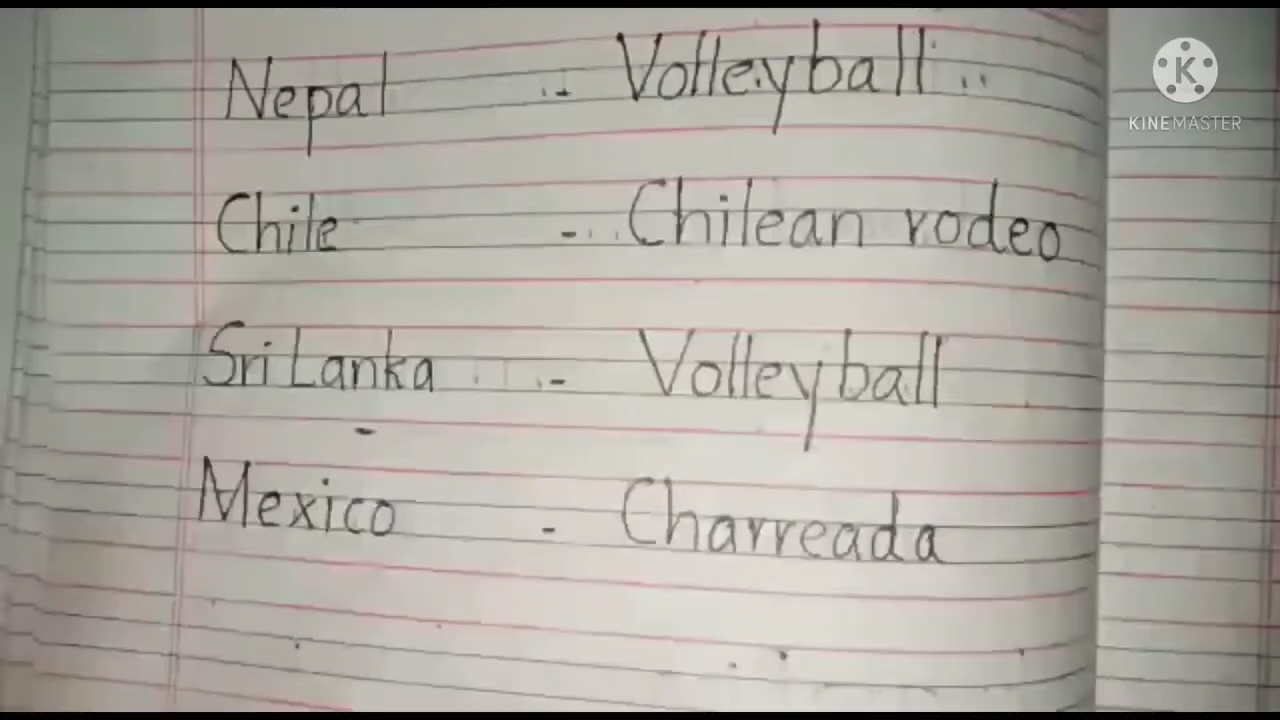 Nepal - Volleyball
Chile - Chilean rodeo
Sri Lanka - Volleyball
Mexico - Charreada
K
KINEMASTER